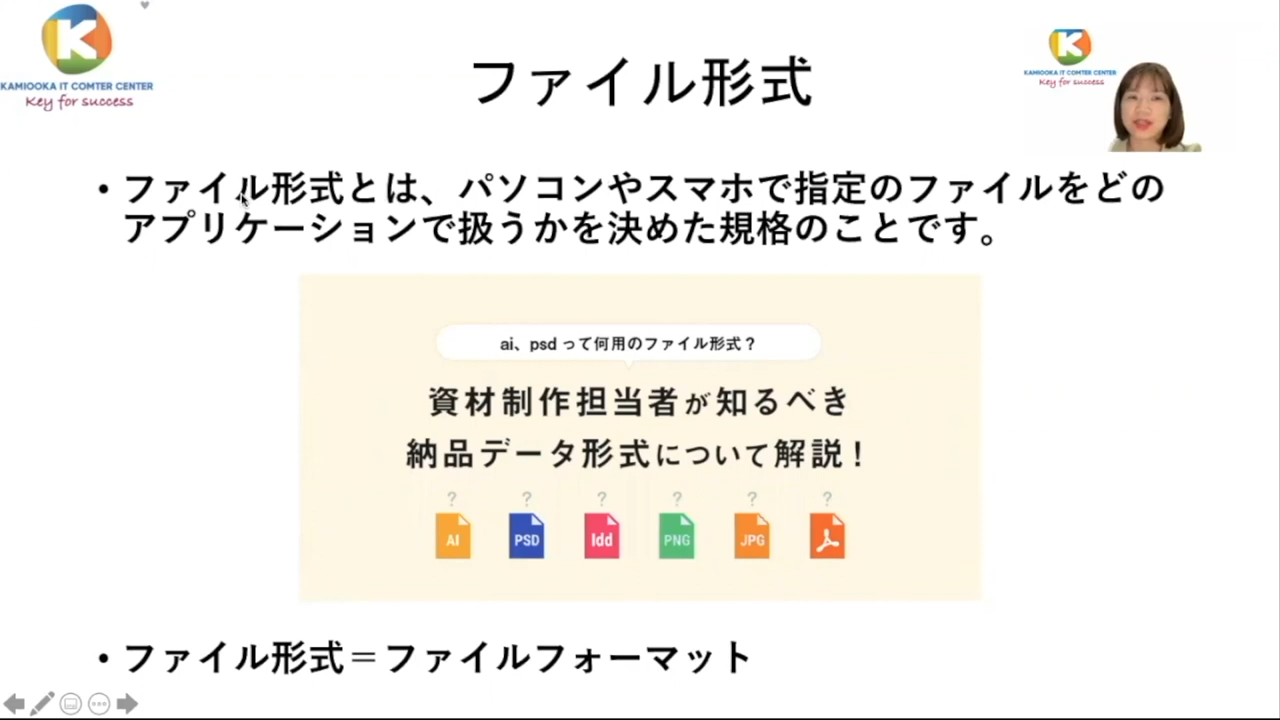 K
KAMIOOKA IT COMTER CENTER
Key for success
ファイル形式
K
KAMIOOKA IT COMTER CENTER
Key for success
・ファイル形式とは、パソコンやスマホで指定のファイルをどの
アプリケーションで扱うかを決めた規格のことです。
ai、psd って何用のファイル形式？
資材制作担当者が知るべき
納品データ形式について解説！
? ? ? ? ? ?
AI PSD Idd PNG JPG
・ファイル形式＝ファイルフォーマット